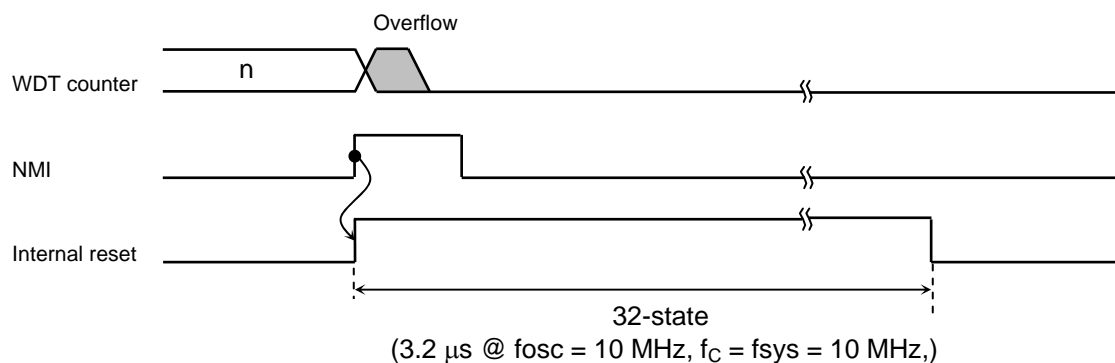 Overflow
n
WDT counter
NMI
Internal reset
32-state
(3.2 μs @ fosc = 10 MHz, fC = fsys = 10 MHz,)